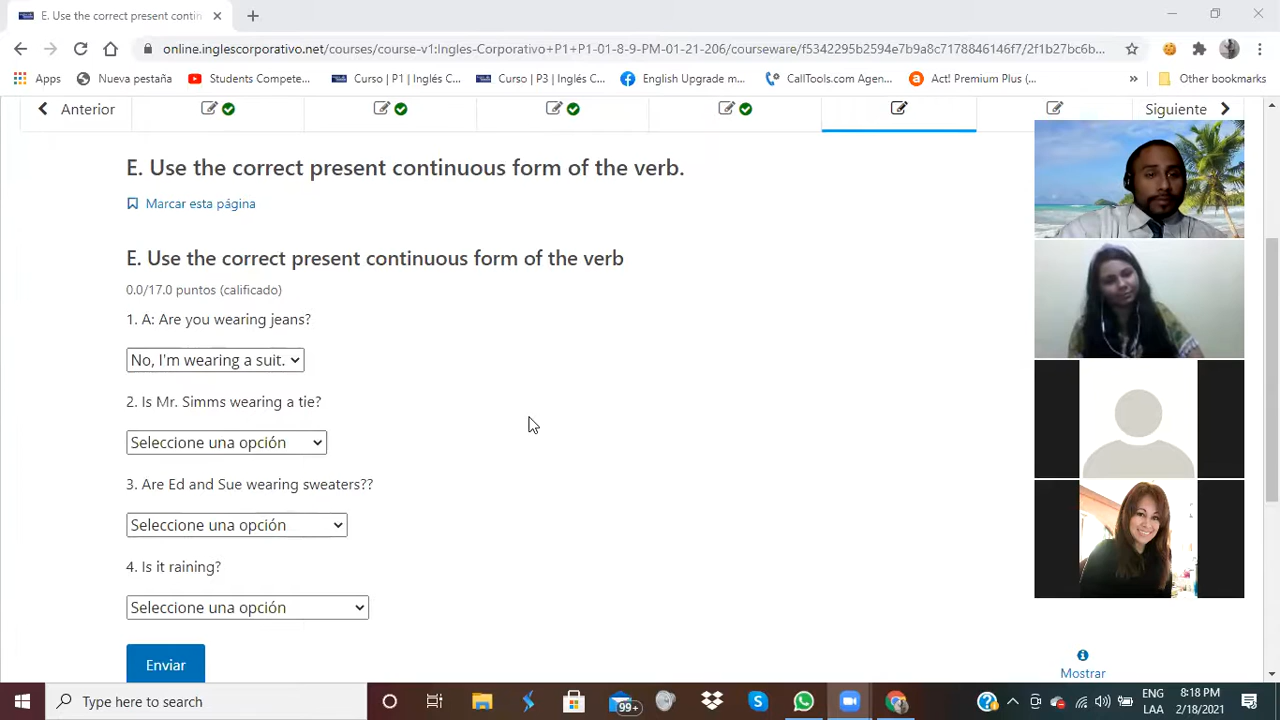 E. Use the correct present contin
online.inglescorporativo.net/courses/course-v1:Ingles-Corporativo+P1+P1-01-8-9-PM-01-21-206/courseware/f5342295b2594e7b9a8c7178846146f7/2f1b27bc6b...
Apps Nueva pestaña Students Compete... Curso | P1 | Inglés C... Curso | P3 | Inglés C... English Upgrade m... CallTools.com Agen... Act! Premium Plus (... » Other bookmarks
Anterior Siguiente
E. Use the correct present continuous form of the verb.
Marcar esta página
E. Use the correct present continuous form of the verb
0.0/17.0 puntos (calificado)
1. A: Are you wearing jeans?
No, I'm wearing a suit.
2. Is Mr. Simms wearing a tie?
Seleccione una opción
3. Are Ed and Sue wearing sweaters??
Seleccione una opción
4. Is it raining?
Seleccione una opción
Enviar
Mostrar
Type here to search
99+
ENG
LAA
8:18 PM
2/18/2021